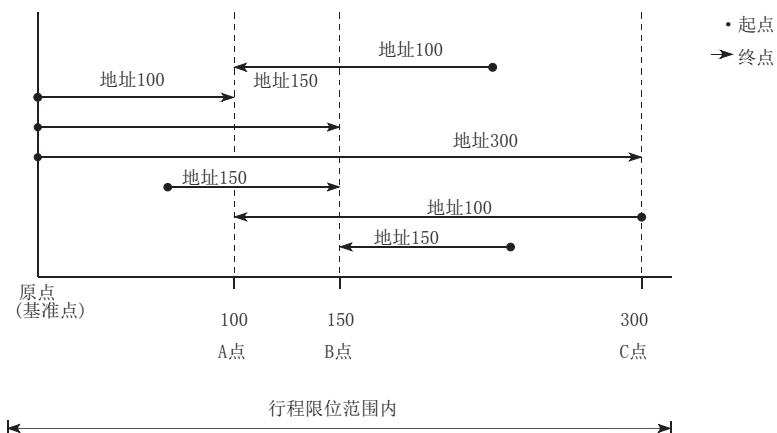 起点
终点
地址100
地址100
地址150
地址300
地址150
地址100
地址150
原点
(基准点)
100
150
300
A点
B点
C点
行程限位范围内